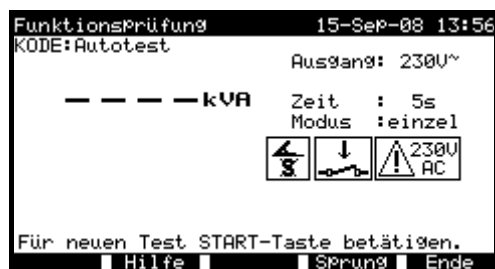 Funktionsprüfung 15-Sep-08 13:56
KODE:Autotest
Ausgang: 230V~
– – – –kVA
Zeit : 5s
Modus :einzel
230V
AC
Für neuen Test START-Taste betätigen.
Hilfe Sprung Ende